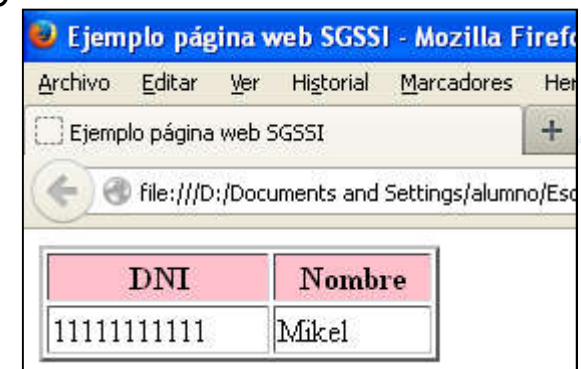 Ejemplo página web SGSSI - Mozilla Firefo
Archivo Editar Ver Historial Marcadores Her
Ejemplo página web SGSSI +
file:///D:/Documents and Settings/alumno/Esc
DNI Nombre
11111111111 Mikel